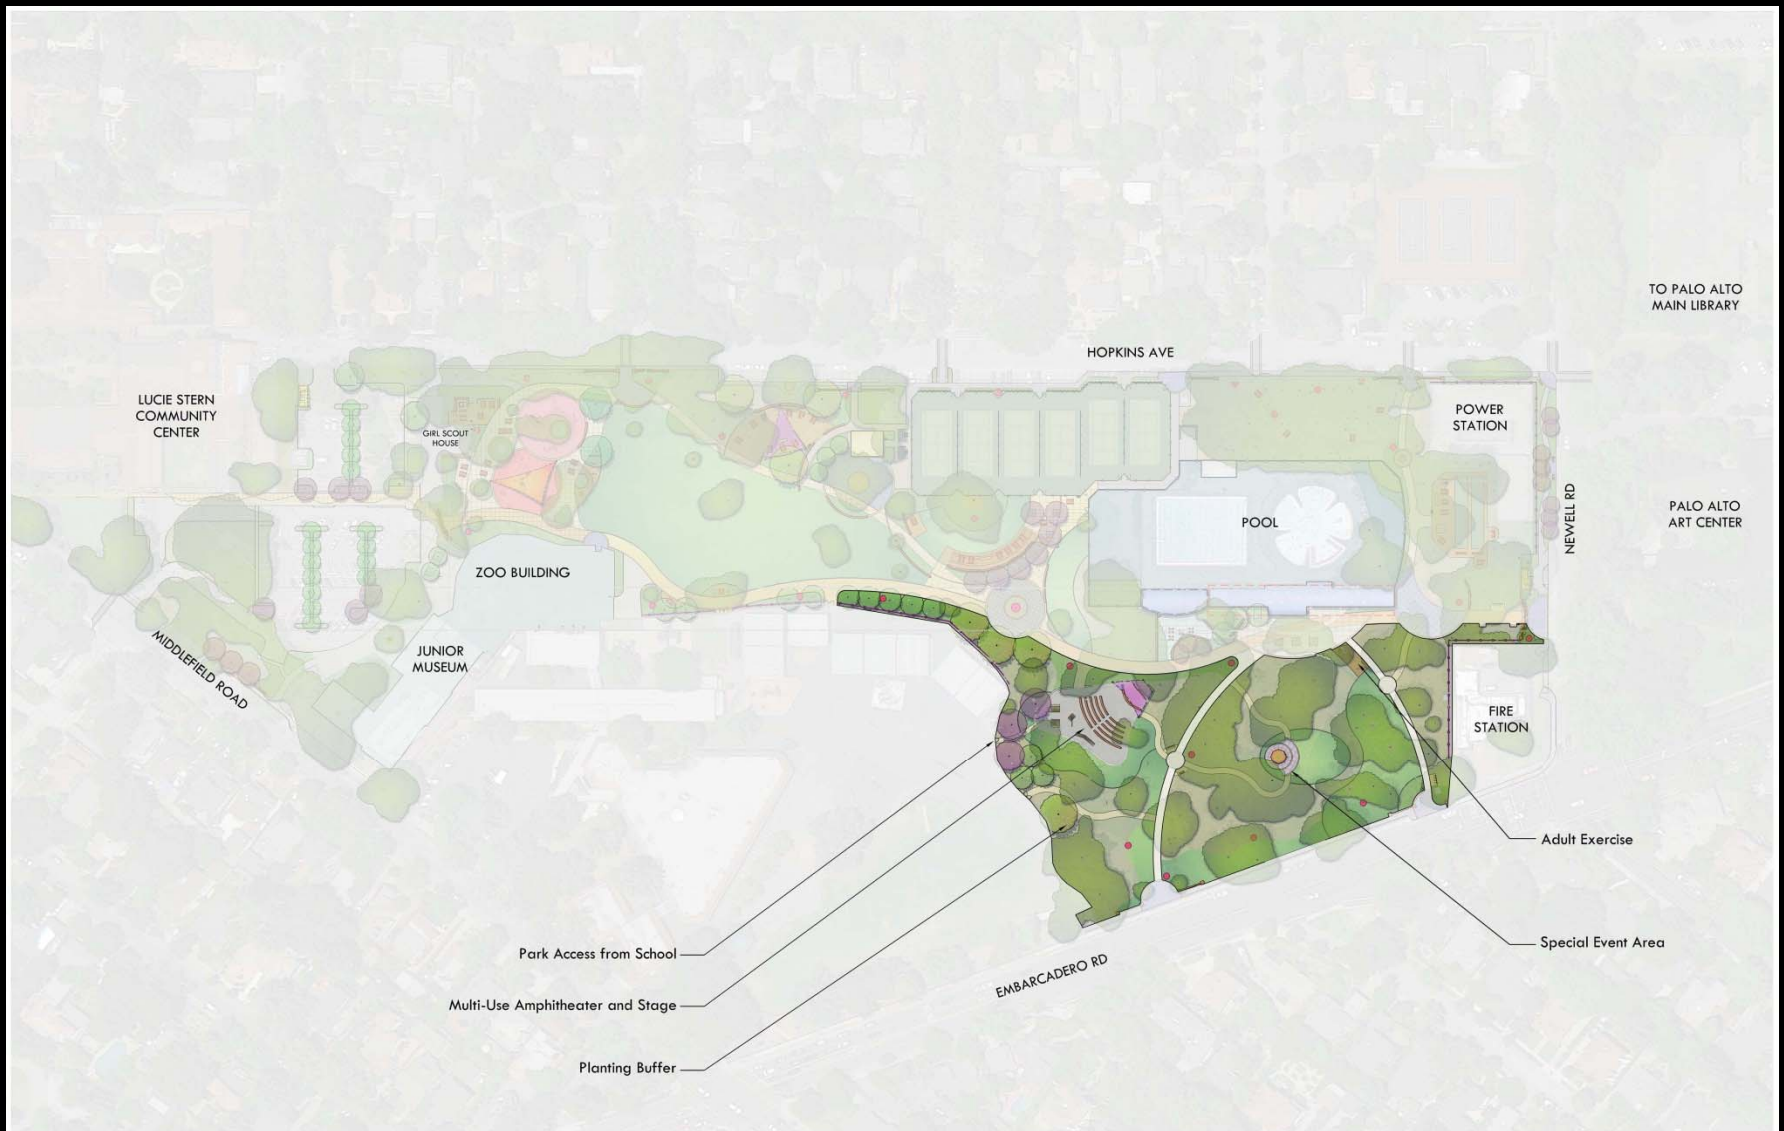 TO PALO ALTO
MAIN LIBRARY
HOPKINS AVE
LUCIE STERN
COMMUNITY
CENTER
GIRL SCOUT
HOUSE
POWER
STATION
POOL
NEWELL RD
PALO ALTO
ART CENTER
ZOO BUILDING
JUNIOR
MUSEUM
MIDDLEFIELD ROAD
FIRE
STATION
Adult Exercise
Special Event Area
Park Access from School
Multi-Use Amphitheater and Stage
Planting Buffer
EMBARCADERO RD